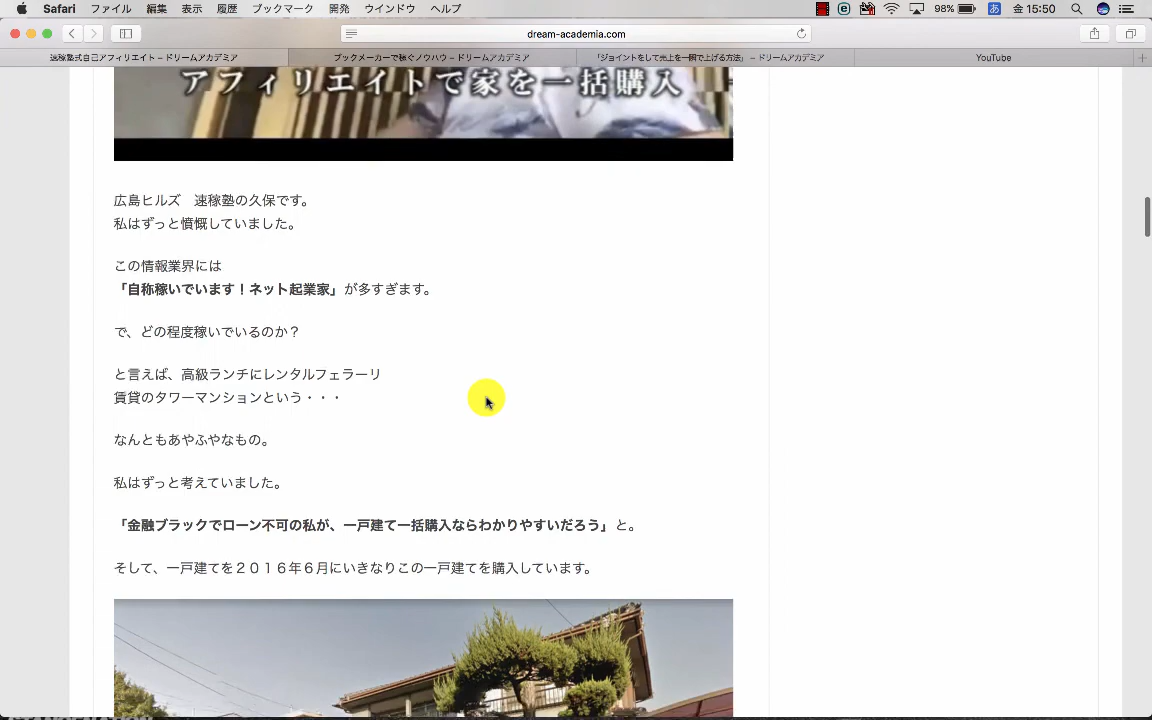 Safari ファイル 編集 表示 履歴 ブックマーク 開発 ウインドウ ヘルプ 98% あ 金 15:50
dream-academia.com
速稼塾式自己アフィリエイト – ドリームアカデミア ブックメーカーで稼ぐノウハウ – ドリームアカデミア 「ジョイントをして売上を一瞬で上げる方法」 – ドリームアカデミア YouTube
アフィリエイトで家を一括購入
広島ヒルズ 速稼塾の久保です。
私はずっと憤慨していました。
この情報業界には
「自称稼いでいます！ネット起業家」が多すぎます。
で、どの程度稼いでいるのか？
と言えば、高級ランチにレンタルフェラーリ
賃貸のタワーマンションという・・・
なんともあやふやなもの。
私はずっと考えていました。
「金融ブラックでローン不可の私が、一戸建て一括購入ならわかりやすいだろう」と。
そして、一戸建てを２０１６年６月にいきなりこの一戸建てを購入しています。